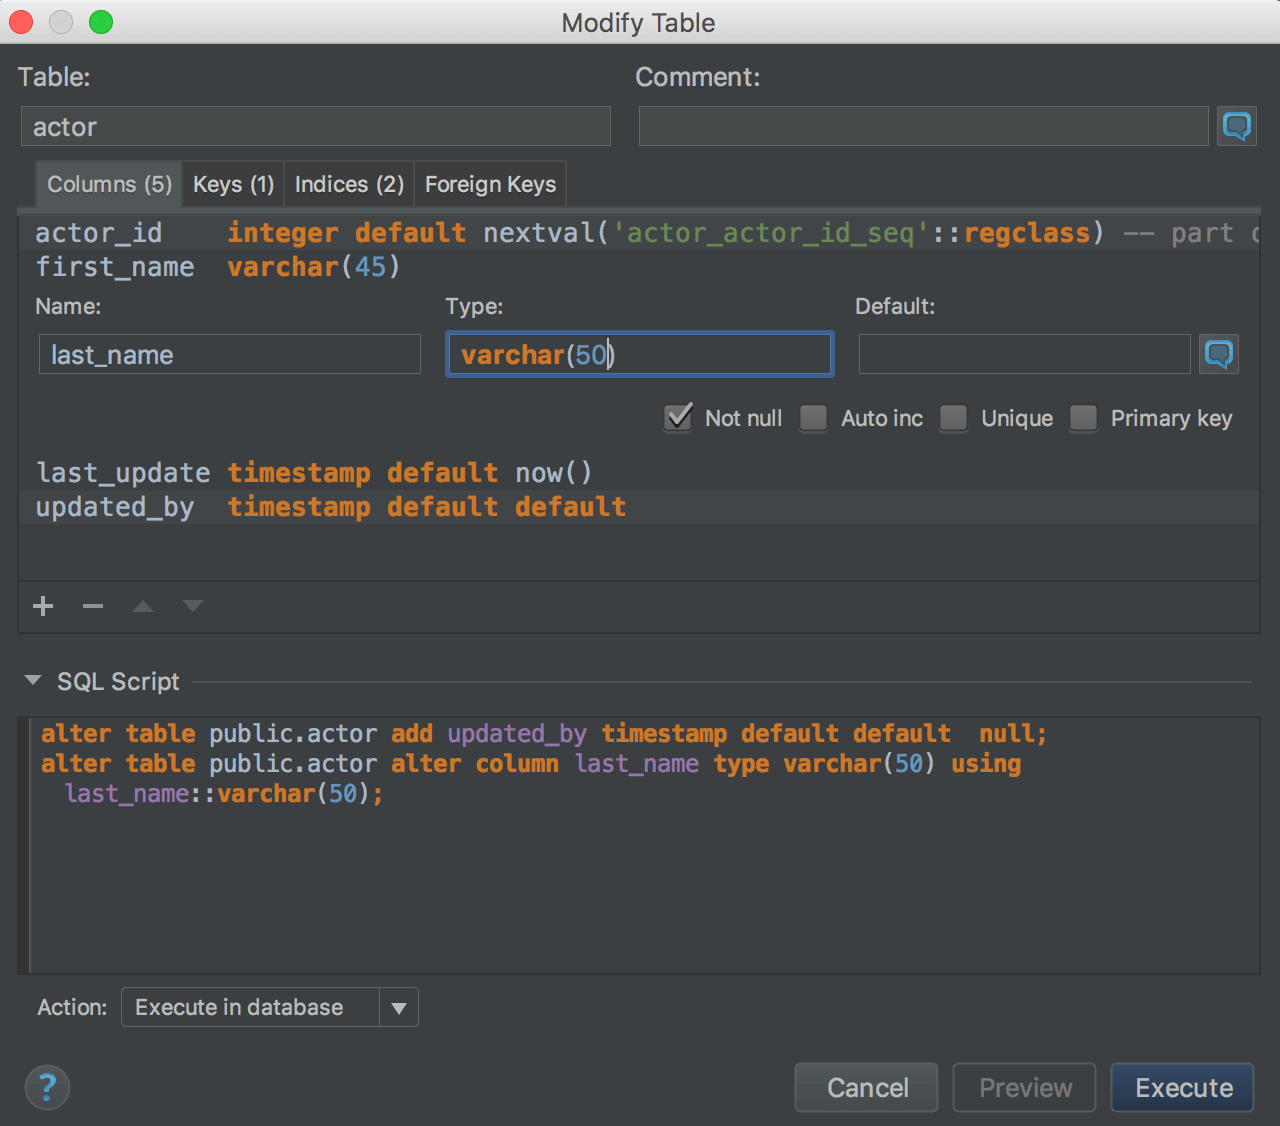 Modify Table
Table: Comment:
actor
Columns (5) Keys (1) Indices (2) Foreign Keys
actor_id integer default nextval('actor_actor_id_seq'::regclass) -- part
first_name varchar(45)
Name: Type: Default:
last_name varchar(50)
Not null Auto inc Unique Primary key
last_update timestamp default now()
updated_by timestamp default default
SQL Script
alter table public.actor add updated_by timestamp default default null;
alter table public.actor alter column last_name type varchar(50) using
last_name::varchar(50);
Action: Execute in database
? Cancel Preview Execute